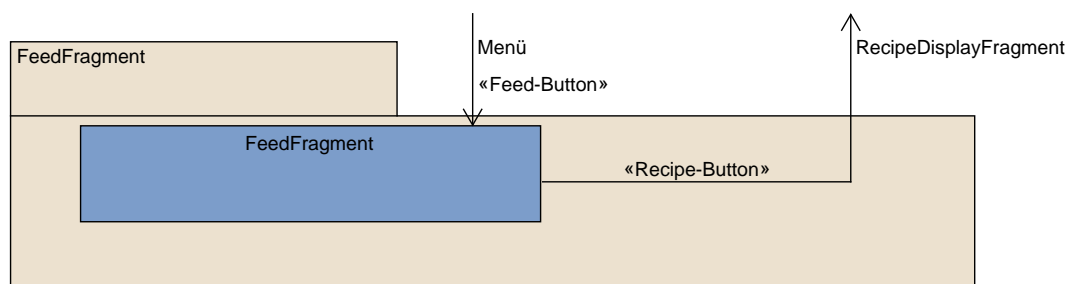 Menü
RecipeDisplayFragment
FeedFragment
«Feed-Button»
FeedFragment
«Recipe-Button»